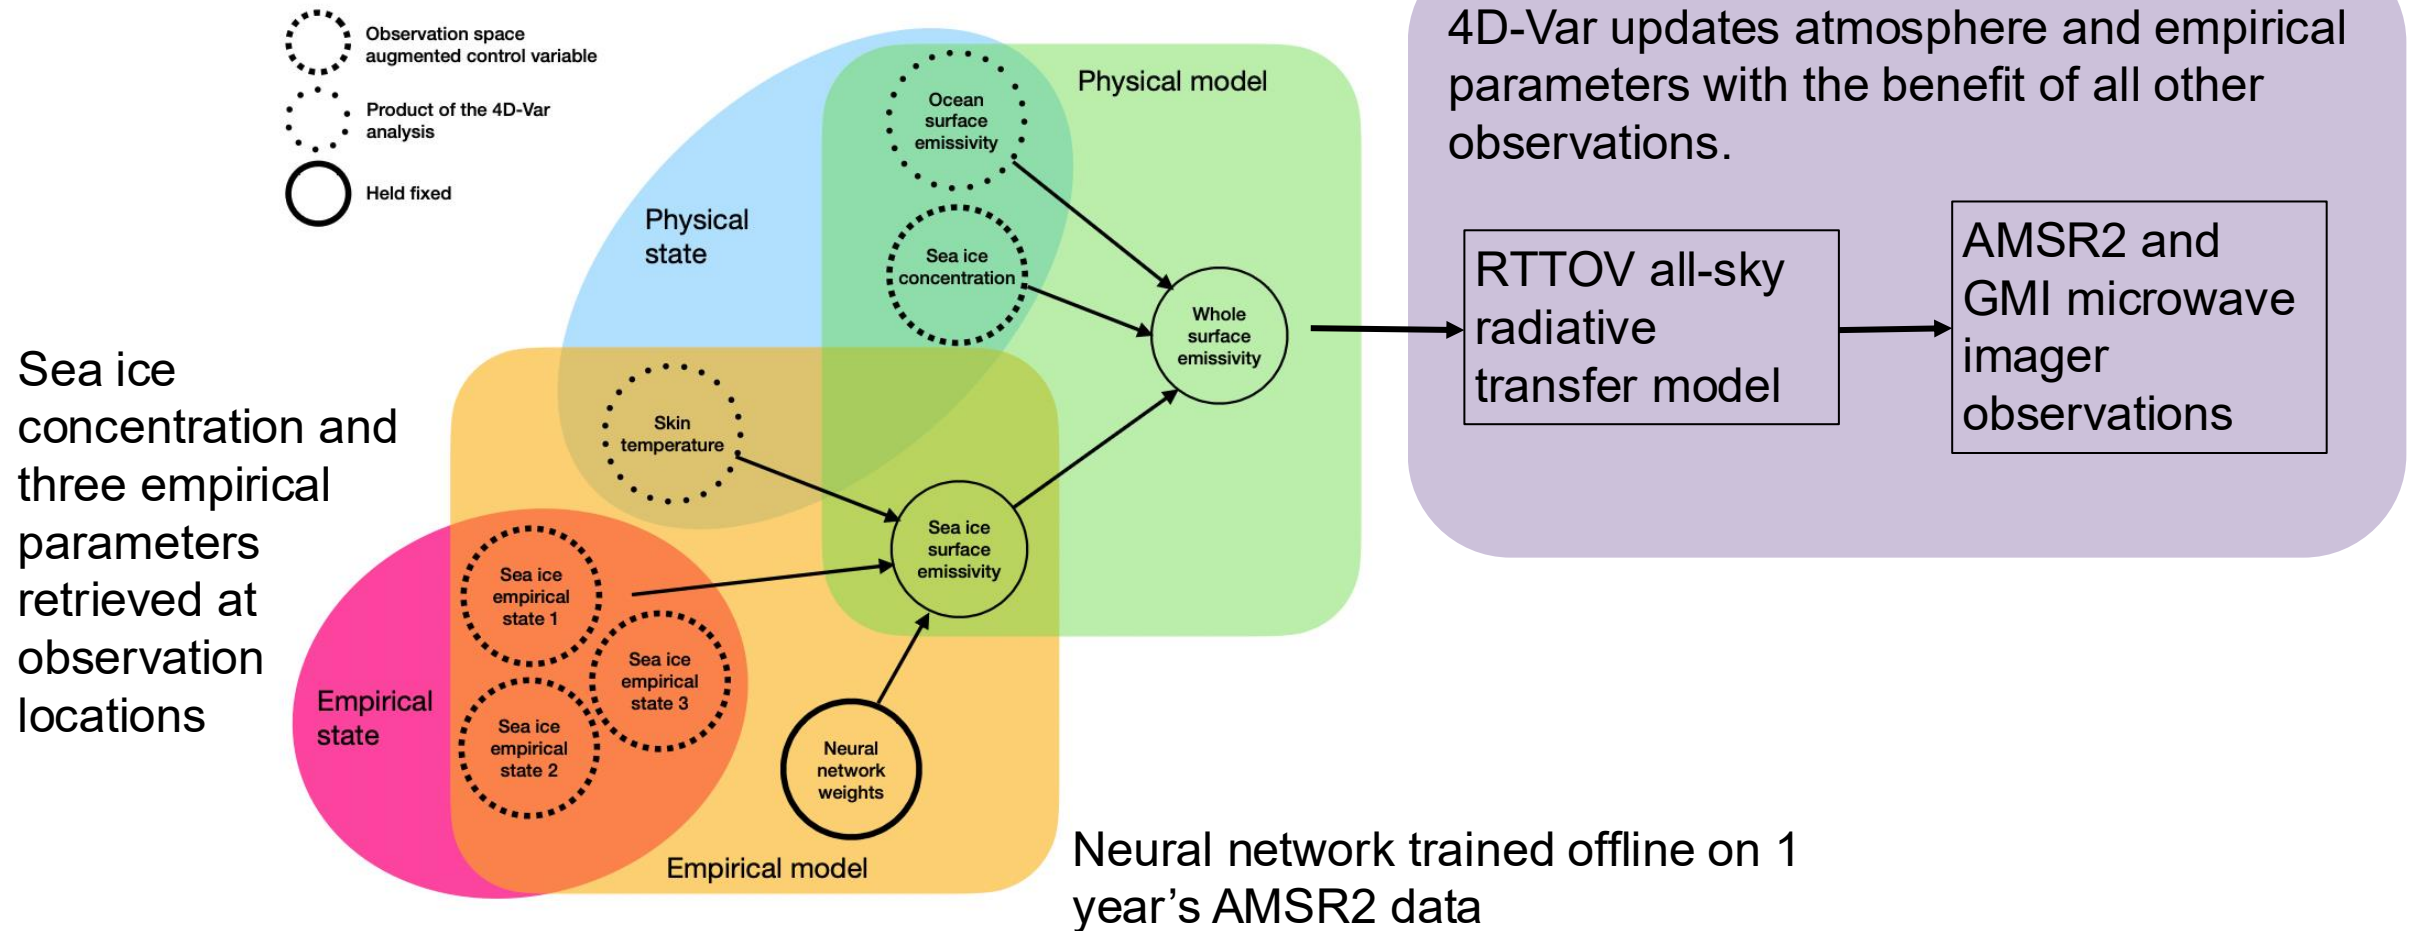 Observation space
augmented control variable
Product of the 4D-Var
analysis
Held fixed
Physical
state
Physical model
Ocean
surface
emissivity
Sea ice
concentration
Whole
surface
emissivity
Skin
temperature
Sea ice
surface
emissivity
Sea ice
empirical
state 1
Sea ice
empirical
state 3
Sea ice
empirical
state 2
Neural
network
weights
Empirical
state
Empirical model
Sea ice
concentration and
three empirical
parameters
retrieved at
observation
locations
4D-Var updates atmosphere and empirical
parameters with the benefit of all other
observations.
RTTOV all-sky
radiative
transfer model
AMSR2 and
GMI microwave
imager
observations
Neural network trained offline on 1
year’s AMSR2 data